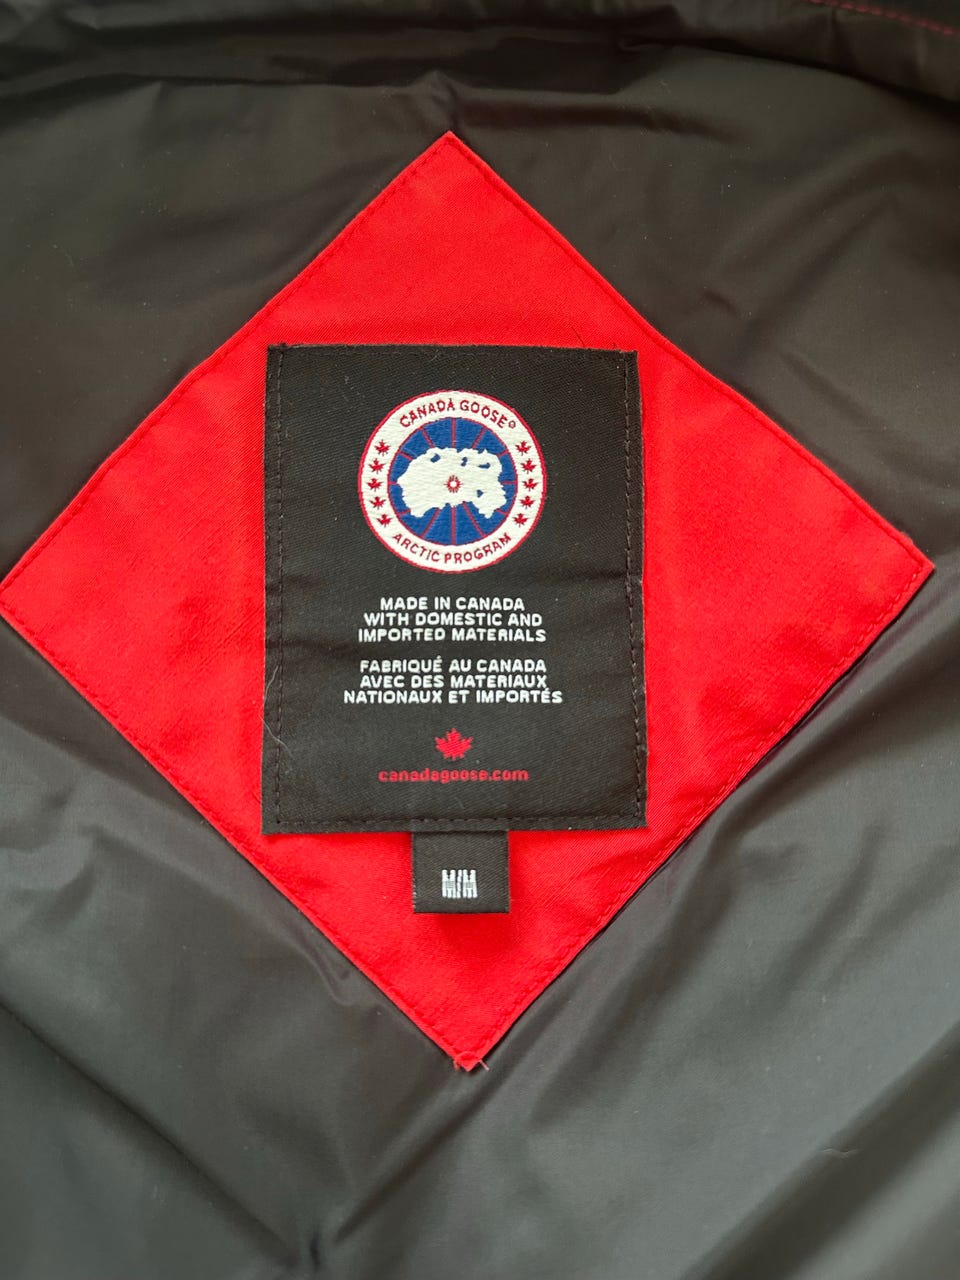 CANADA GOOSE®
ARCTIC PROGRAM
MADE IN CANADA
WITH DOMESTIC AND
IMPORTED MATERIALS
FABRIQUÉ AU CANADA
AVEC DES MATERIAUX
NATIONAUX ET IMPORTÉS
canadagoose.com
M/M